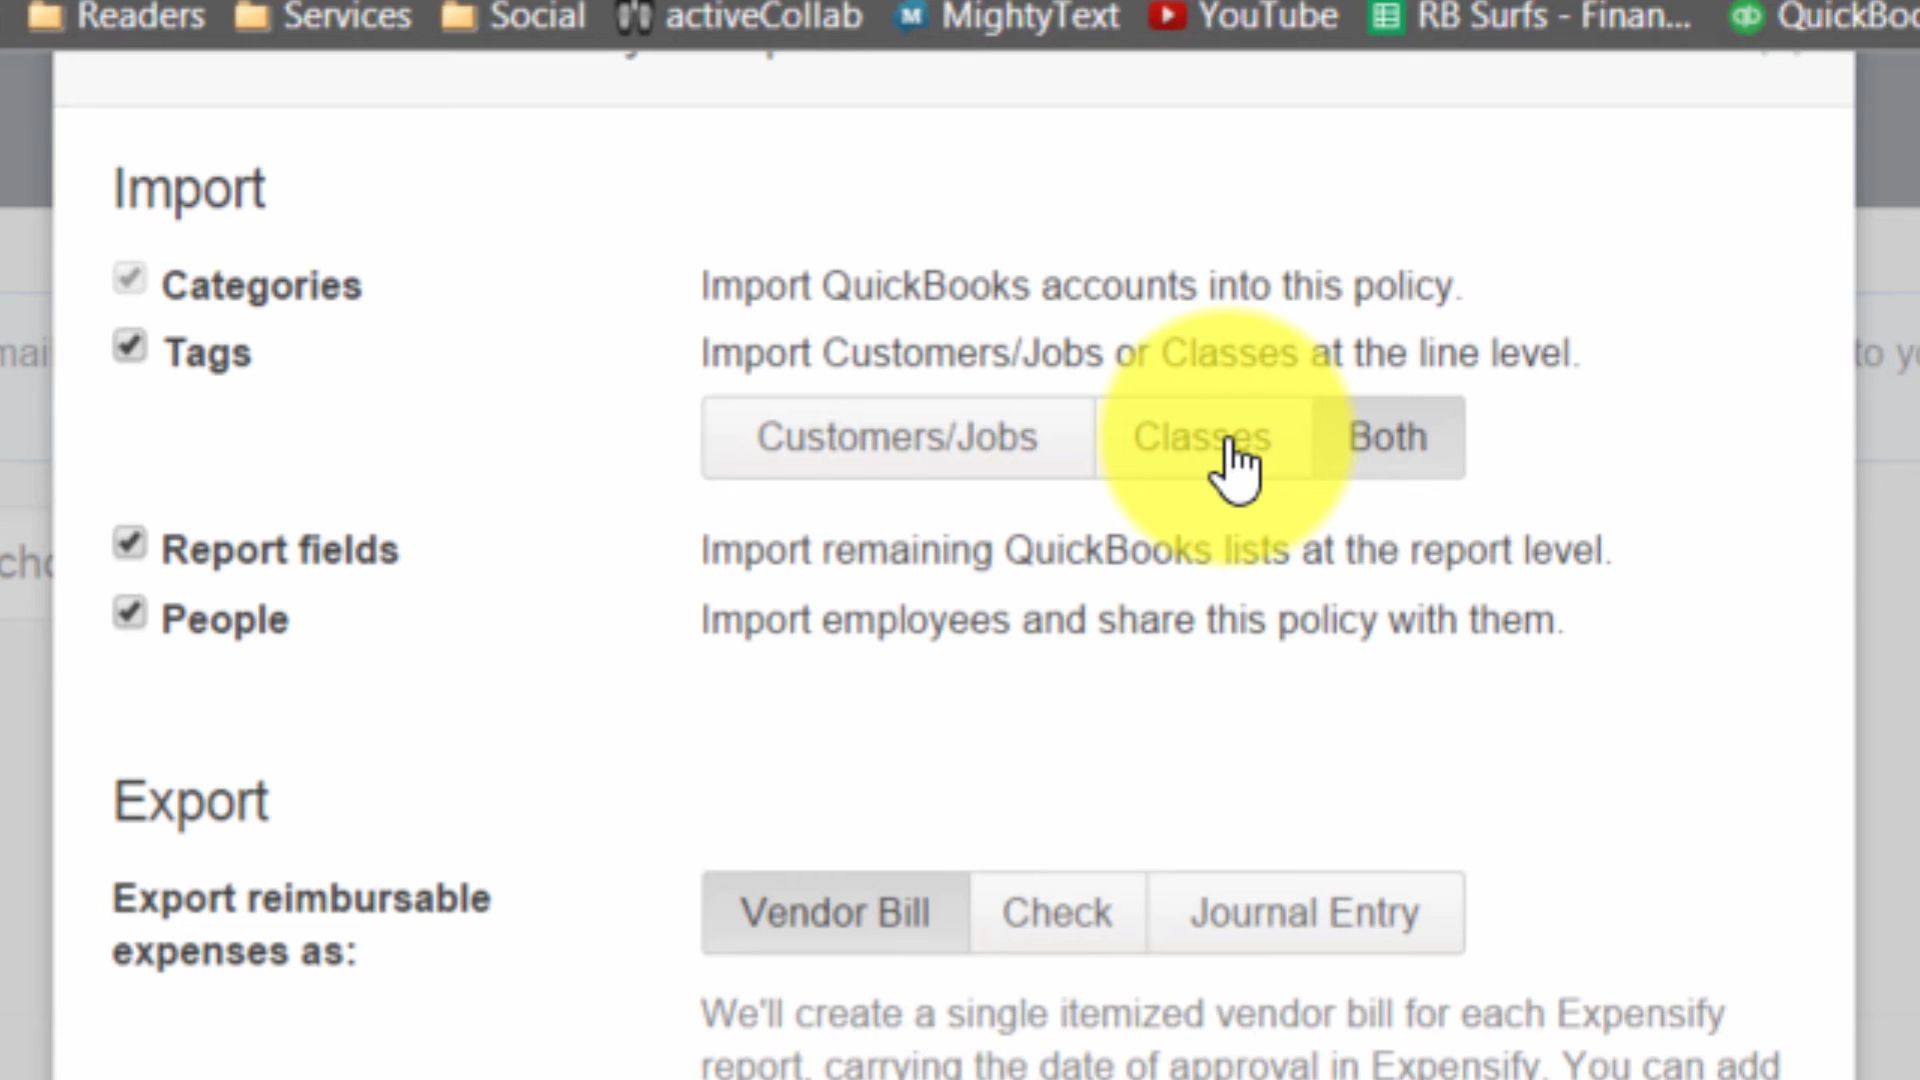 Readers Services Social activeCollab MightyText YouTube RB Surfs - Finan... QuickBoo
Import
Categories Import QuickBooks accounts into this policy.
Tags Import Customers/Jobs or Classes at the line level.
Customers/Jobs Classes Both
Report fields Import remaining QuickBooks lists at the report level.
People Import employees and share this policy with them.
Export
Export reimbursable
expenses as:
Vendor Bill Check Journal Entry
We'll create a single itemized vendor bill for each Expensify
report, carrying the date of approval in Expensify. You can add